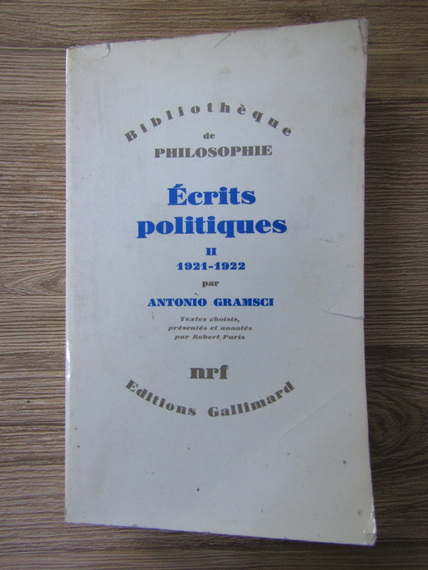 Bibliothèque
de
PHILOSOPHIE
Écrits
politiques
II
1921-1922
par
ANTONIO GRAMSCI
Textes choisis,
présentés et annotés
par Robert Paris
nrf
Editions Gallimard